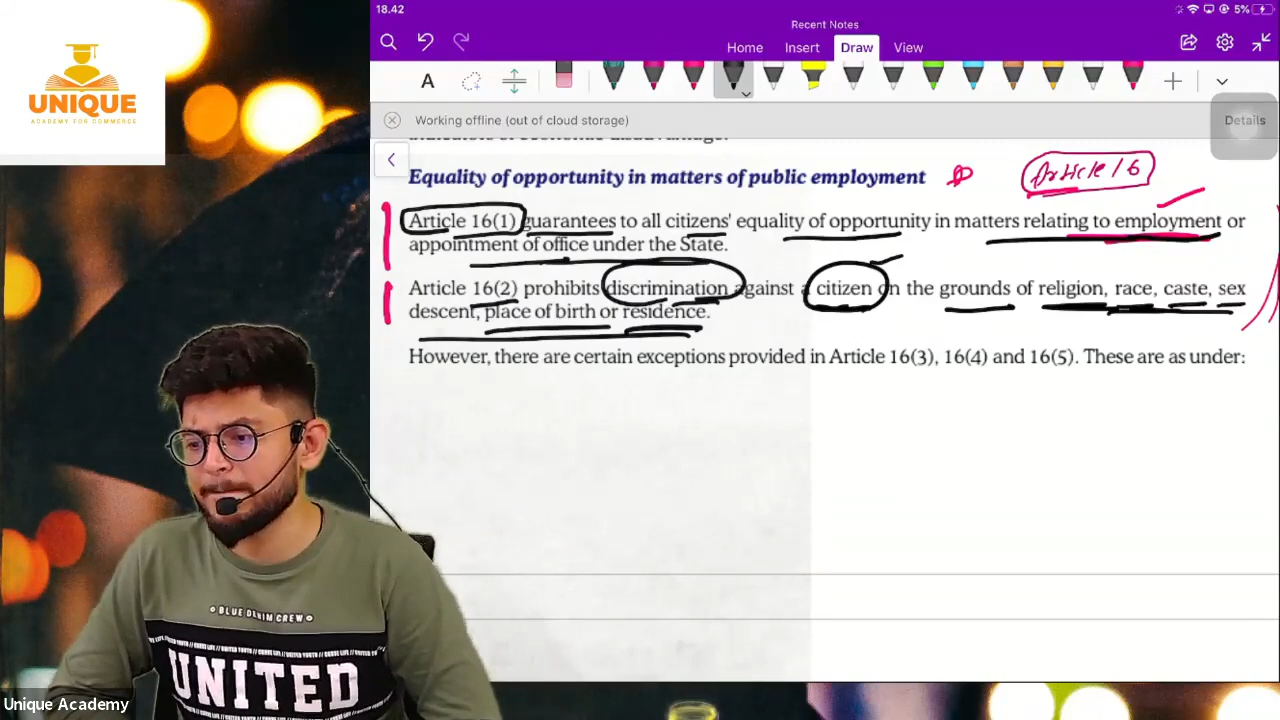 18.42
Recent Notes
5%
Home Insert Draw View
A
Working offline (out of cloud storage)
Details
UNIQUE
ACADEMY FOR COMMERCE
Equality of opportunity in matters of public employment
Article 16
Article 16(1) guarantees to all citizens' equality of opportunity in matters relating to employment or
appointment of office under the State.
Article 16(2) prohibits discrimination against a citizen on the grounds of religion, race, caste, sex
descent, place of birth or residence.
However, there are certain exceptions provided in Article 16(3), 16(4) and 16(5). These are as under:
BLUE DENIM CREW
UNITED
Unique Academy